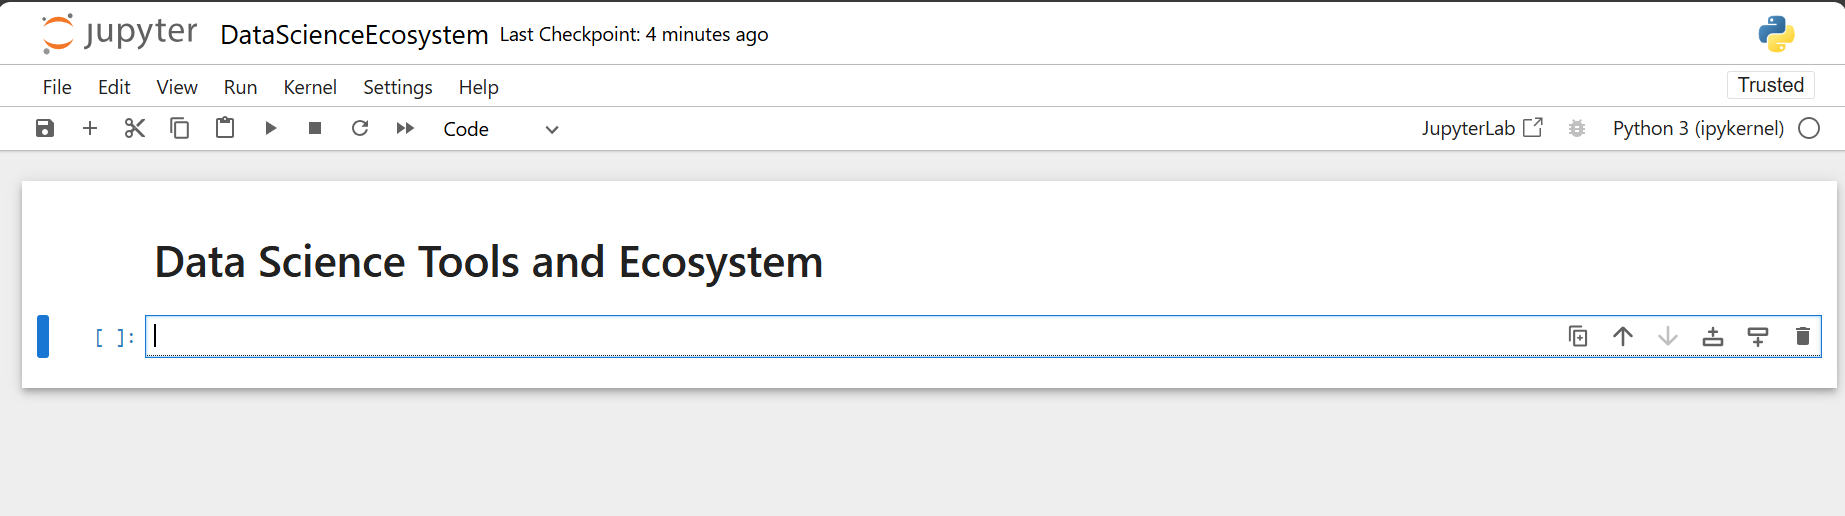 jupyter DataScienceEcosystem Last Checkpoint: 4 minutes ago
File Edit View Run Kernel Settings Help Trusted
Code JupyterLab Python 3 (ipykernel)
Data Science Tools and Ecosystem
[ ]: